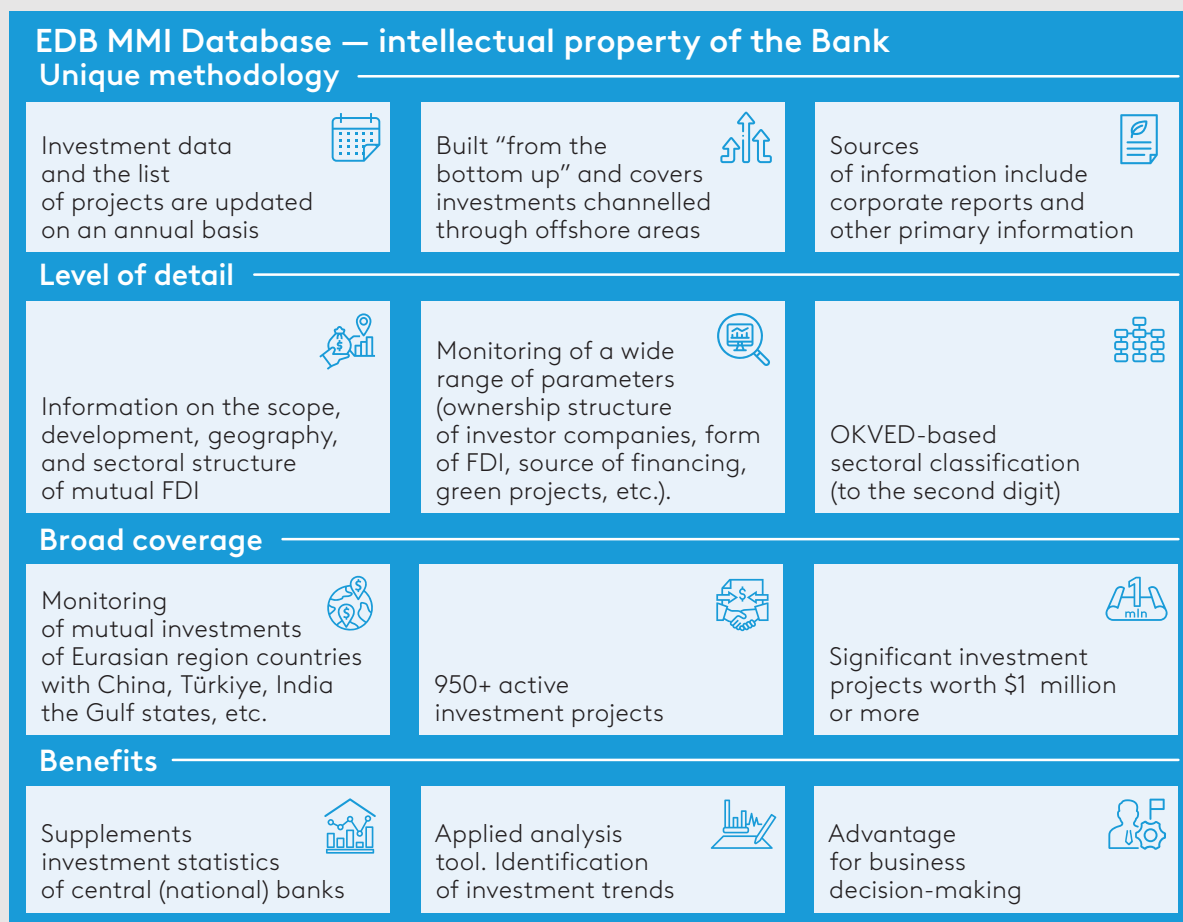 EDB MMI Database — intellectual property of the Bank
Unique methodology
Investment data
and the list
of projects are updated
on an annual basis
Built “from the
bottom up” and covers
investments channelled
through offshore areas
Sources
of information include
corporate reports and
other primary information
Level of detail
Information on the scope,
development, geography,
and sectoral structure
of mutual FDI
Monitoring of a wide
range of parameters
(ownership structure
of investor companies, form
of FDI, source of financing,
green projects, etc.).
OKVED-based
sectoral classification
(to the second digit)
Broad coverage
Monitoring
of mutual investments
of Eurasian region countries
with China, Türkiye, India
the Gulf states, etc.
950+ active
investment projects
1
mln
Significant investment
projects worth $1 million
or more
Benefits
Supplements
investment statistics
of central (national) banks
Applied analysis
tool. Identification
of investment trends
Advantage
for business
decision-making